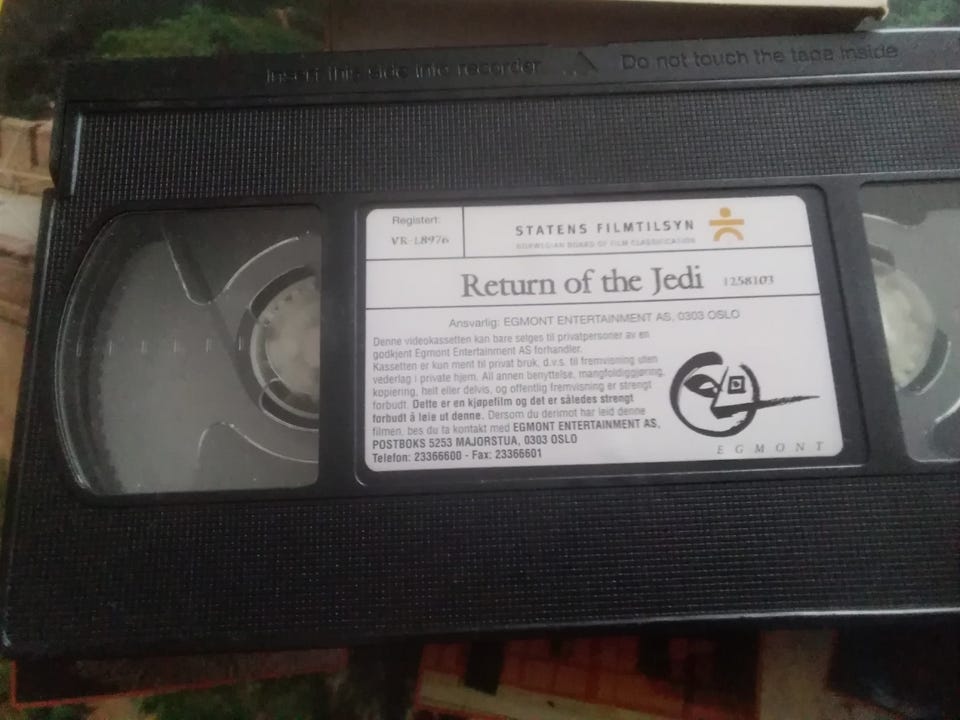 Insert this side into recorder
Do not touch the tape inside
Registert:
VR-18976
STATENS FILMTILSYN
NORWEGIAN BOARD OF FILM CLASSIFICATION
Return of the Jedi 1258103
Ansvarlig: EGMONT ENTERTAINMENT AS, 0303 OSLO
Denne videokassetten kan bare selges til privatpersoner av en
godkjent Egmont Entertainment AS forhandler.
Kassetten er kun ment til privat bruk, d.v.s. til fremvisning uten
vederlag i private hjem. All annen benyttelse, mangfoldiggjøring,
kopiering, helt eller delvis, og offentlig fremvisning er strengt
forbudt. Dette er en kjøpefilm og det er således strengt
forbudt å leie ut denne. Dersom du derimot har leid denne
filmen, bes du ta kontakt med EGMONT ENTERTAINMENT AS,
POSTBOKS 5253 MAJORSTUA, 0303 OSLO
Telefon: 23366600 - Fax: 23366601
EGMONT